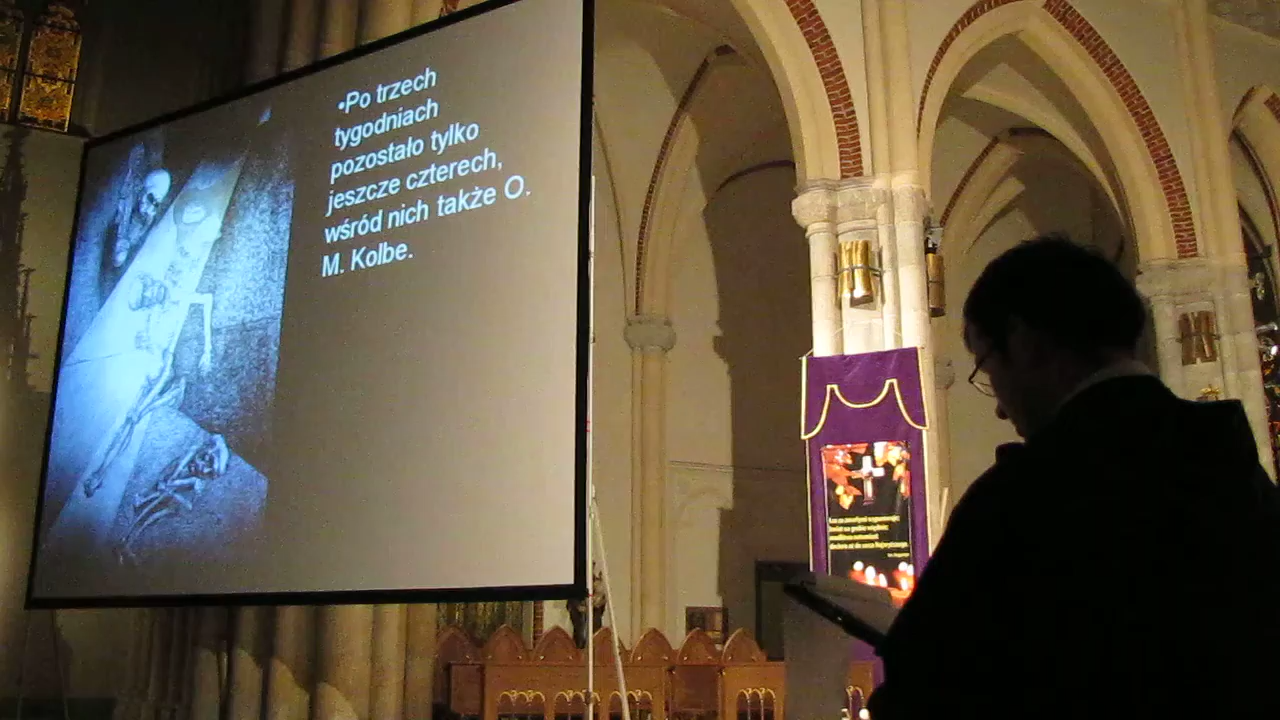 •Po trzech
tygodniach
pozostało tylko
jeszcze czterech,
wśród nich także O.
M. Kolbe.